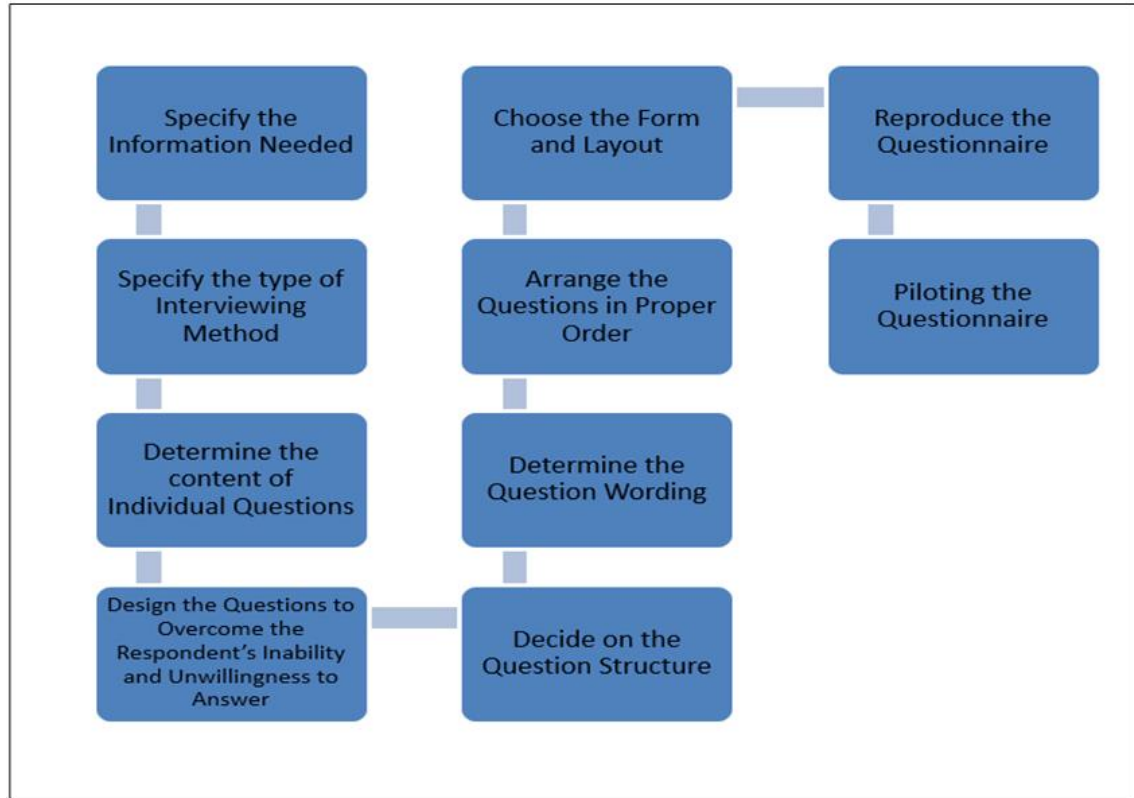 Specify the
Information Needed
Specify the type of
Interviewing
Method
Determine the
content of
Individual Questions
Design the Questions to
Overcome the
Respondent’s Inability
and Unwillingness to
Answer
Decide on the
Question Structure
Determine the
Question Wording
Arrange the
Questions in Proper
Order
Choose the Form
and Layout
Reproduce the
Questionnaire
Piloting the
Questionnaire